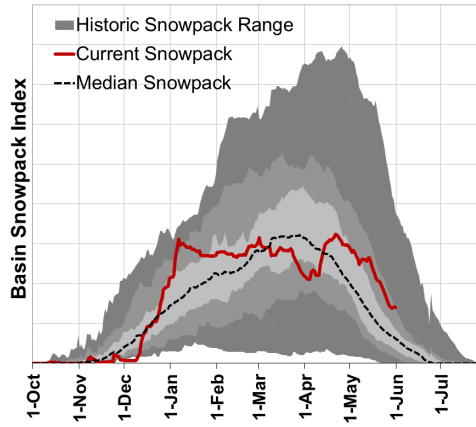 Historic Snowpack Range
Current Snowpack
Median Snowpack
Basin Snowpack Index
1-Oct
1-Nov
1-Dec
1-Jan
1-Feb
1-Mar
1-Apr
1-May
1-Jun
1-Jul